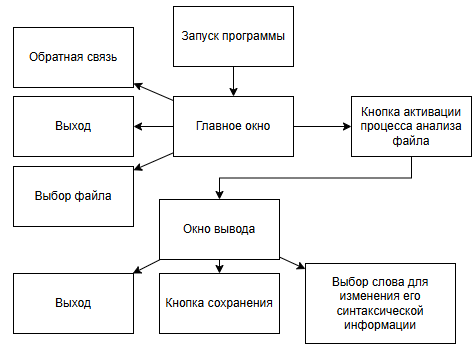 Запуск программы
Обратная связь
Выход
Главное окно
Кнопка активации
процесса анализа
файла
Выбор файла
Окно вывода
Выход
Кнопка сохранения
Выбор слова для
изменения его
синтаксической
информации